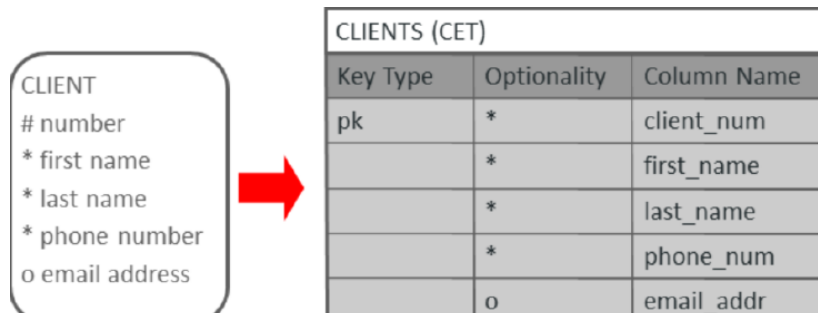 CLIENT
# number
* first name
* last name
* phone number
o email address
CLIENTS (CET)
Key Type Optionality Column Name
pk * client_num
* first_name
* last_name
* phone_num
o email_addr